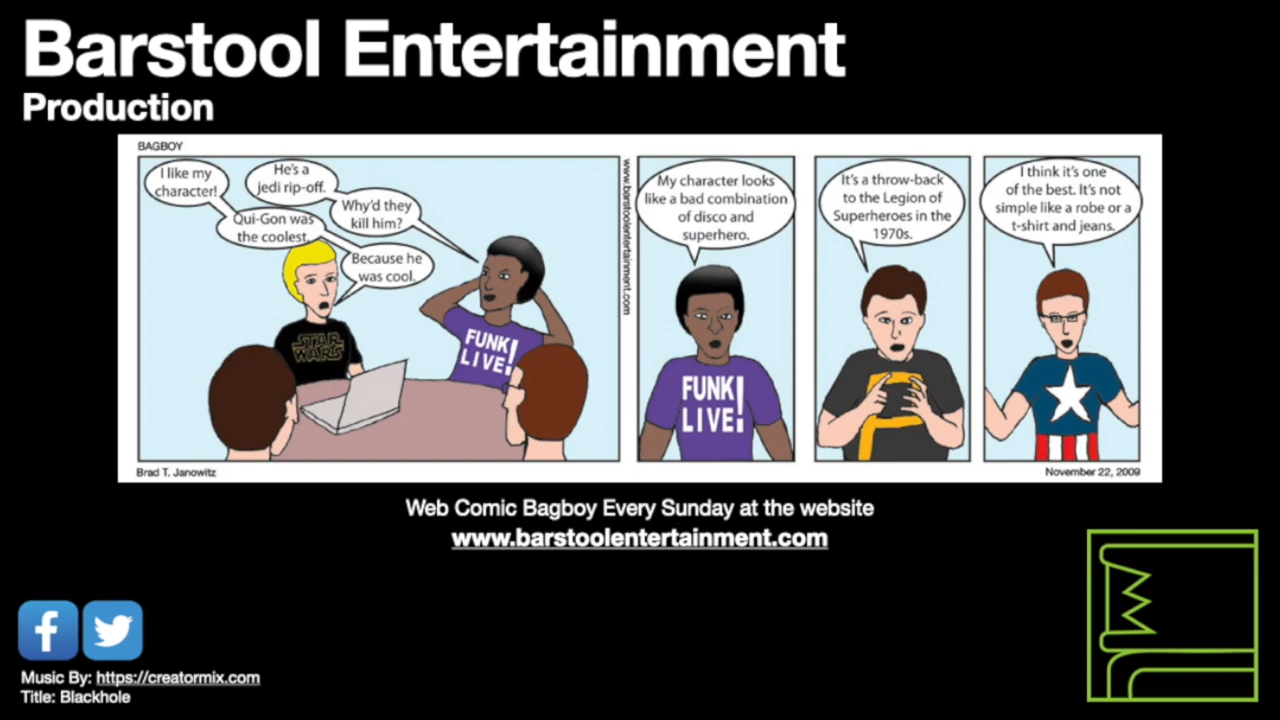 Barstool Entertainment
Production
BAGBOY
I like my
character!
He's a
jedi rip-off.
Qui-Gon was
the coolest.
Why'd they
kill him?
Because he
was cool.
STAR
WARS
FUNK
LIVE!
www.barstoolentertainment.com
My character looks
like a bad combination
of disco and
superhero.
FUNK
LIVE!
It's a throw-back
to the Legion of
Superheroes in the
1970s.
I think it's one
of the best. It's not
simple like a robe or a
t-shirt and jeans.
Brad T. Janowitz
November 22, 2009
Web Comic Bagboy Every Sunday at the website
www.barstoolentertainment.com
Music By: https://creatormix.com
Title: Blackhole